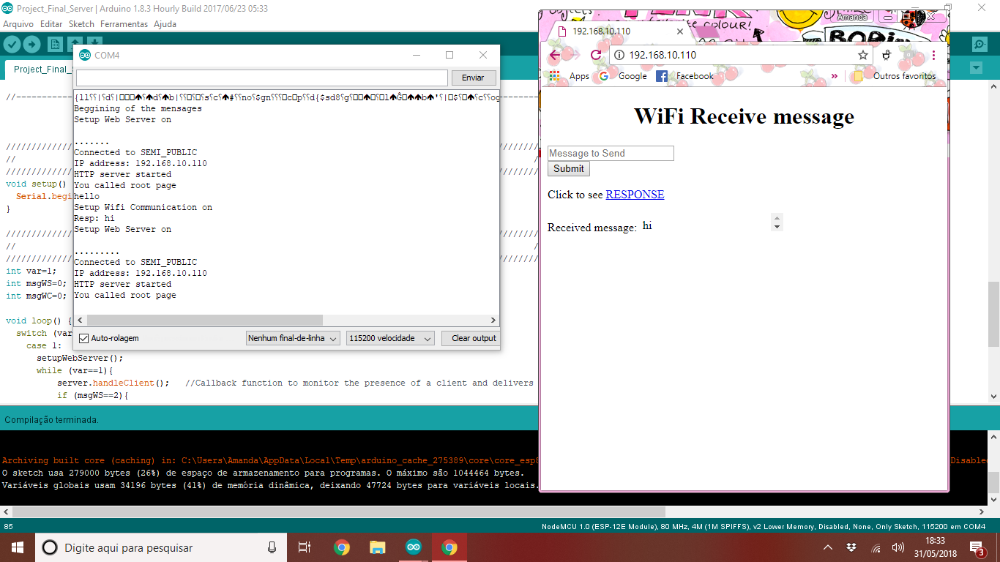 Project_Final_Server | Arduino 1.8.3 Hourly Build 2017/06/23 05:33
Arquivo Editar Sketch Ferramentas Ajuda
Project_Final_
COM4
Enviar
Beggining of the mensages
Setup Web Server on
.......
Connected to SEMI_PUBLIC
IP address: 192.168.10.110
HTTP server started
You called root page
hello
Setup Wifi Communication on
Resp: hi
Setup Web Server on
.........
Connected to SEMI_PUBLIC
IP address: 192.168.10.110
HTTP server started
You called root page
Auto-rolagem
Nenhum final-de-linha
115200 velocidade
Clear output
void setup()
Serial.begi
}
int var=1;
int msgWS=0;
int msgWC=0;
void loop() {
switch (var
case 1:
setupWebServer();
while (var==1){
server.handleClient(); //Callback function to monitor the presence of a client and delivers
if (msgWS==2){
Compilação terminada.
Archiving built core (caching) in: C:\Users\Amanda\AppData\Local\Temp\arduino_cache_275389\core\core_esp8
Disabled
O sketch usa 279000 bytes (26%) de espaço de armazenamento para programas. O máximo são 1044464 bytes.
Variáveis globais usam 34196 bytes (41%) de memória dinâmica, deixando 47724 bytes para variáveis locais.
85
NodeMCU 1.0 (ESP-12E Module), 80 MHz, 4M (1M SPIFFS), v2 Lower Memory, Disabled, None, Only Sketch, 115200 em COM4
Amanda
192.168.10.110
192.168.10.110
Apps Google Facebook » Outros favoritos
WiFi Receive message
Message to Send
Submit
Click to see RESPONSE
Received message: hi
Digite aqui para pesquisar
18:33
31/05/2018
3